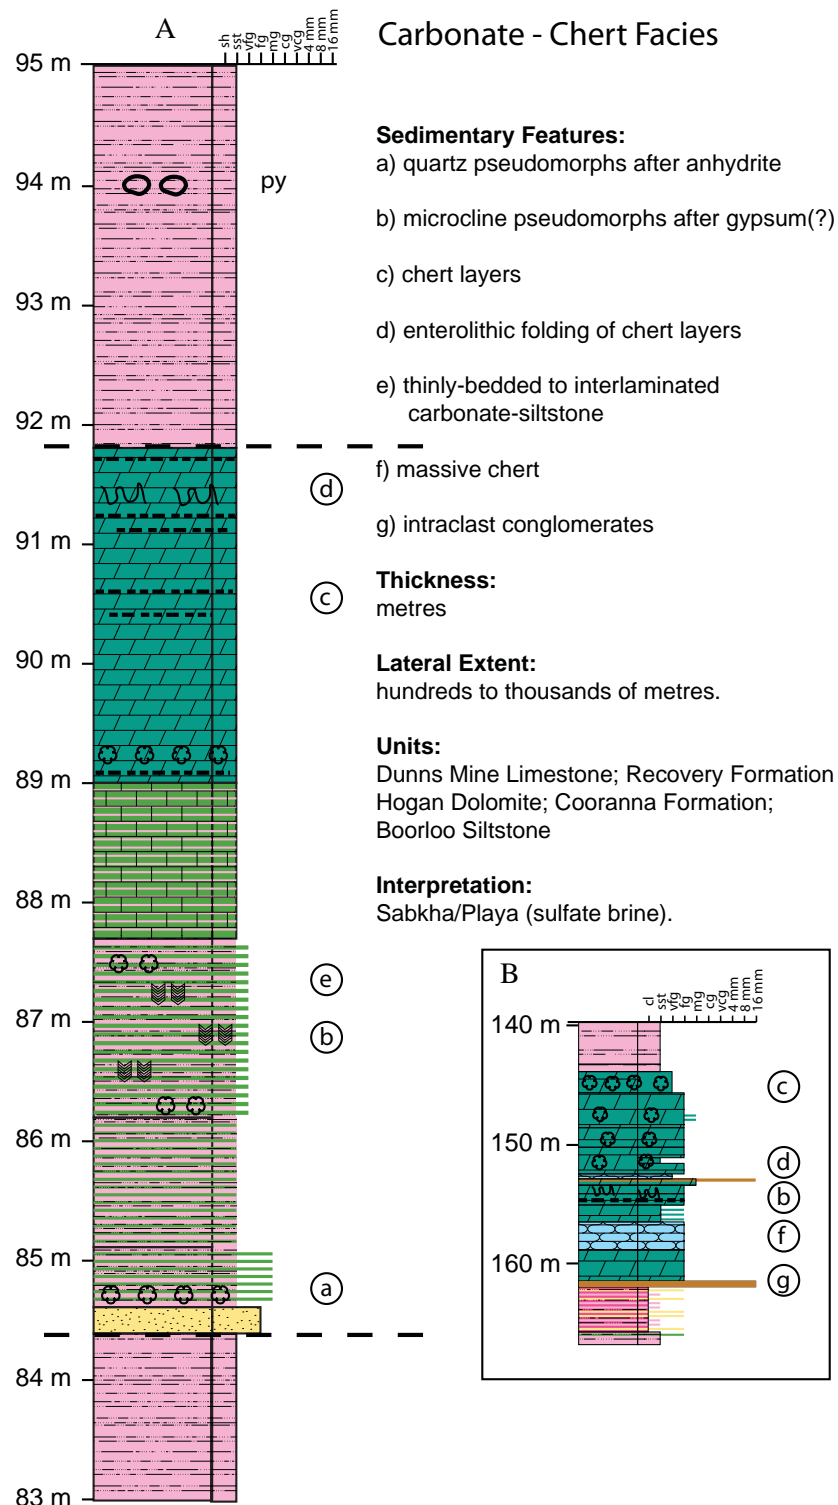 A
sh
sst
vfg
fg
mg
cg
vcg
4 mm
8 mm
16 mm
Carbonate - Chert Facies
95 m
94 m
93 m
92 m
91 m
90 m
89 m
88 m
87 m
86 m
85 m
84 m
83 m
py
d
c
e
b
a
Sedimentary Features:
a) quartz pseudomorphs after anhydrite
b) microcline pseudomorphs after gypsum(?)
c) chert layers
d) enterolithic folding of chert layers
e) thinly-bedded to interlaminated
carbonate-siltstone
f) massive chert
g) intraclast conglomerates
Thickness:
metres
Lateral Extent:
hundreds to thousands of metres.
Units:
Dunns Mine Limestone; Recovery Formation
Hogan Dolomite; Cooranna Formation;
Boorloo Siltstone
Interpretation:
Sabkha/Playa (sulfate brine).
B
cl
sst
vfg
fg
mg
cg
vcg
4 mm
8 mm
16 mm
140 m
150 m
160 m
c
d
b
f
g